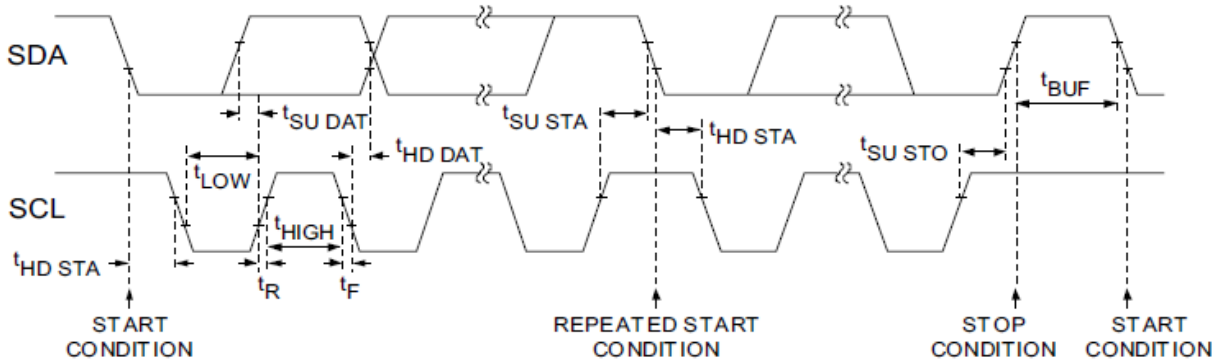 SDA
tSU DAT
tHD DAT
tSU STA
tHD STA
tSU STO
tBUF
SCL
tLOW
tHIGH
tHD STA
tR
tF
START
CONDITION
REPEATED START
CONDITION
STOP
CONDITION
START
CONDITION